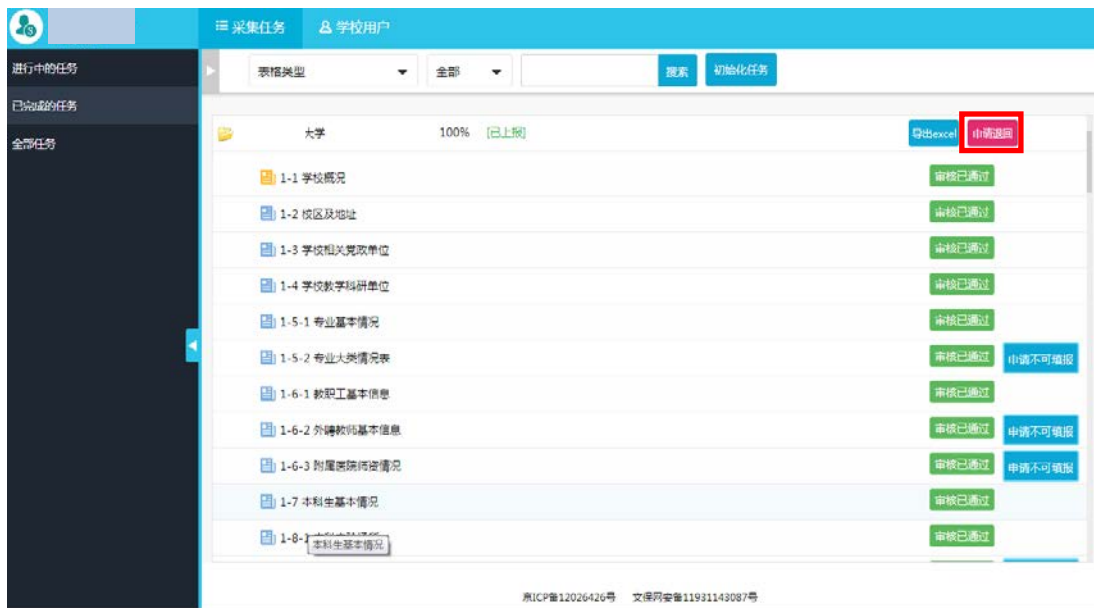 采集任务 学校用户
进行中的任务
已完成的任务
全部任务
表格类型 全部 搜索 初始化任务
大学 100% [已上报] 导出excel 申请退回
1-1 学校概况 审核已通过
1-2 校区及地址 审核已通过
1-3 学校相关党政单位 审核已通过
1-4 学校教学科研单位 审核已通过
1-5-1 专业基本情况 审核已通过
1-5-2 专业大类情况表 审核已通过 申请不可填报
1-6-1 教职工基本信息 审核已通过
1-6-2 外聘教师基本信息 审核已通过 申请不可填报
1-6-3 附属医院师资情况 审核已通过 申请不可填报
1-7 本科生基本情况 审核已通过
1-8-1 审核已通过
本科生基本情况
京ICP备12026426号 文保网安备11931143087号